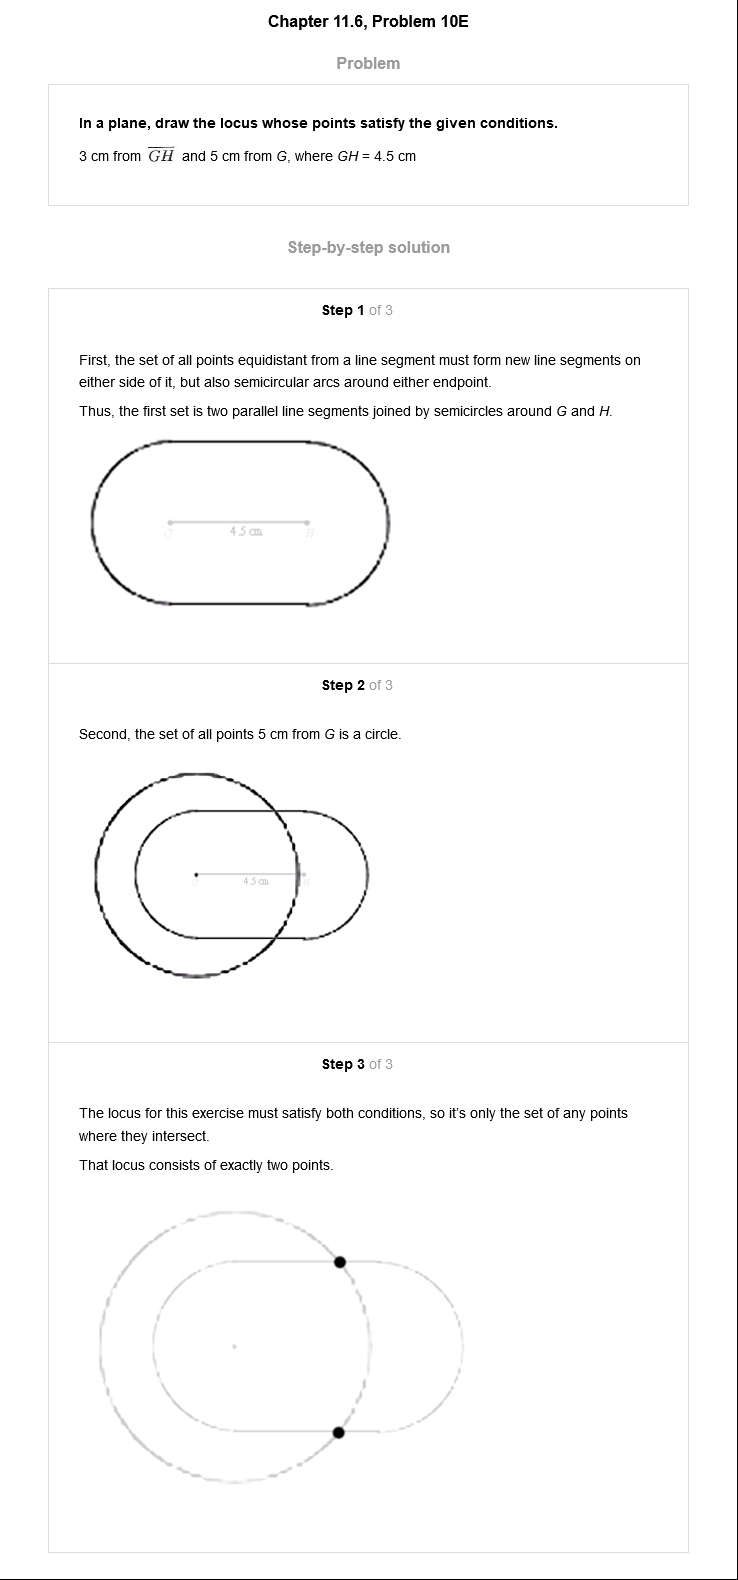 Chapter 11.6, Problem 10E
Problem
In a plane, draw the locus whose points satisfy the given conditions.
3 cm from GH and 5 cm from G, where GH = 4.5 cm
Step-by-step solution
Step 1 of 3
First, the set of all points equidistant from a line segment must form new line segments on
either side of it, but also semicircular arcs around either endpoint.
Thus, the first set is two parallel line segments joined by semicircles around G and H.
G 4.5 cm H
Step 2 of 3
Second, the set of all points 5 cm from G is a circle.
4.5 cm
Step 3 of 3
The locus for this exercise must satisfy both conditions, so it's only the set of any points
where they intersect.
That locus consists of exactly two points.